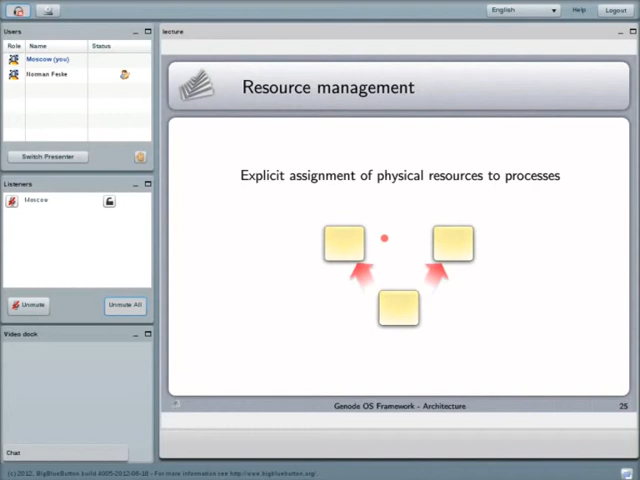 English
Help
Logout
Users
Role Name Status
Moscow (you)
Norman Feske
Switch Presenter
Listeners
Moscow
Unmute
Unmute All
Video dock
Chat
lecture
Resource management
Explicit assignment of physical resources to processes
Genode OS Framework - Architecture
25
(c) 2012, BigBlueButton build 4005-2012-06-18 - For more information see http://www.bigbluebutton.org/